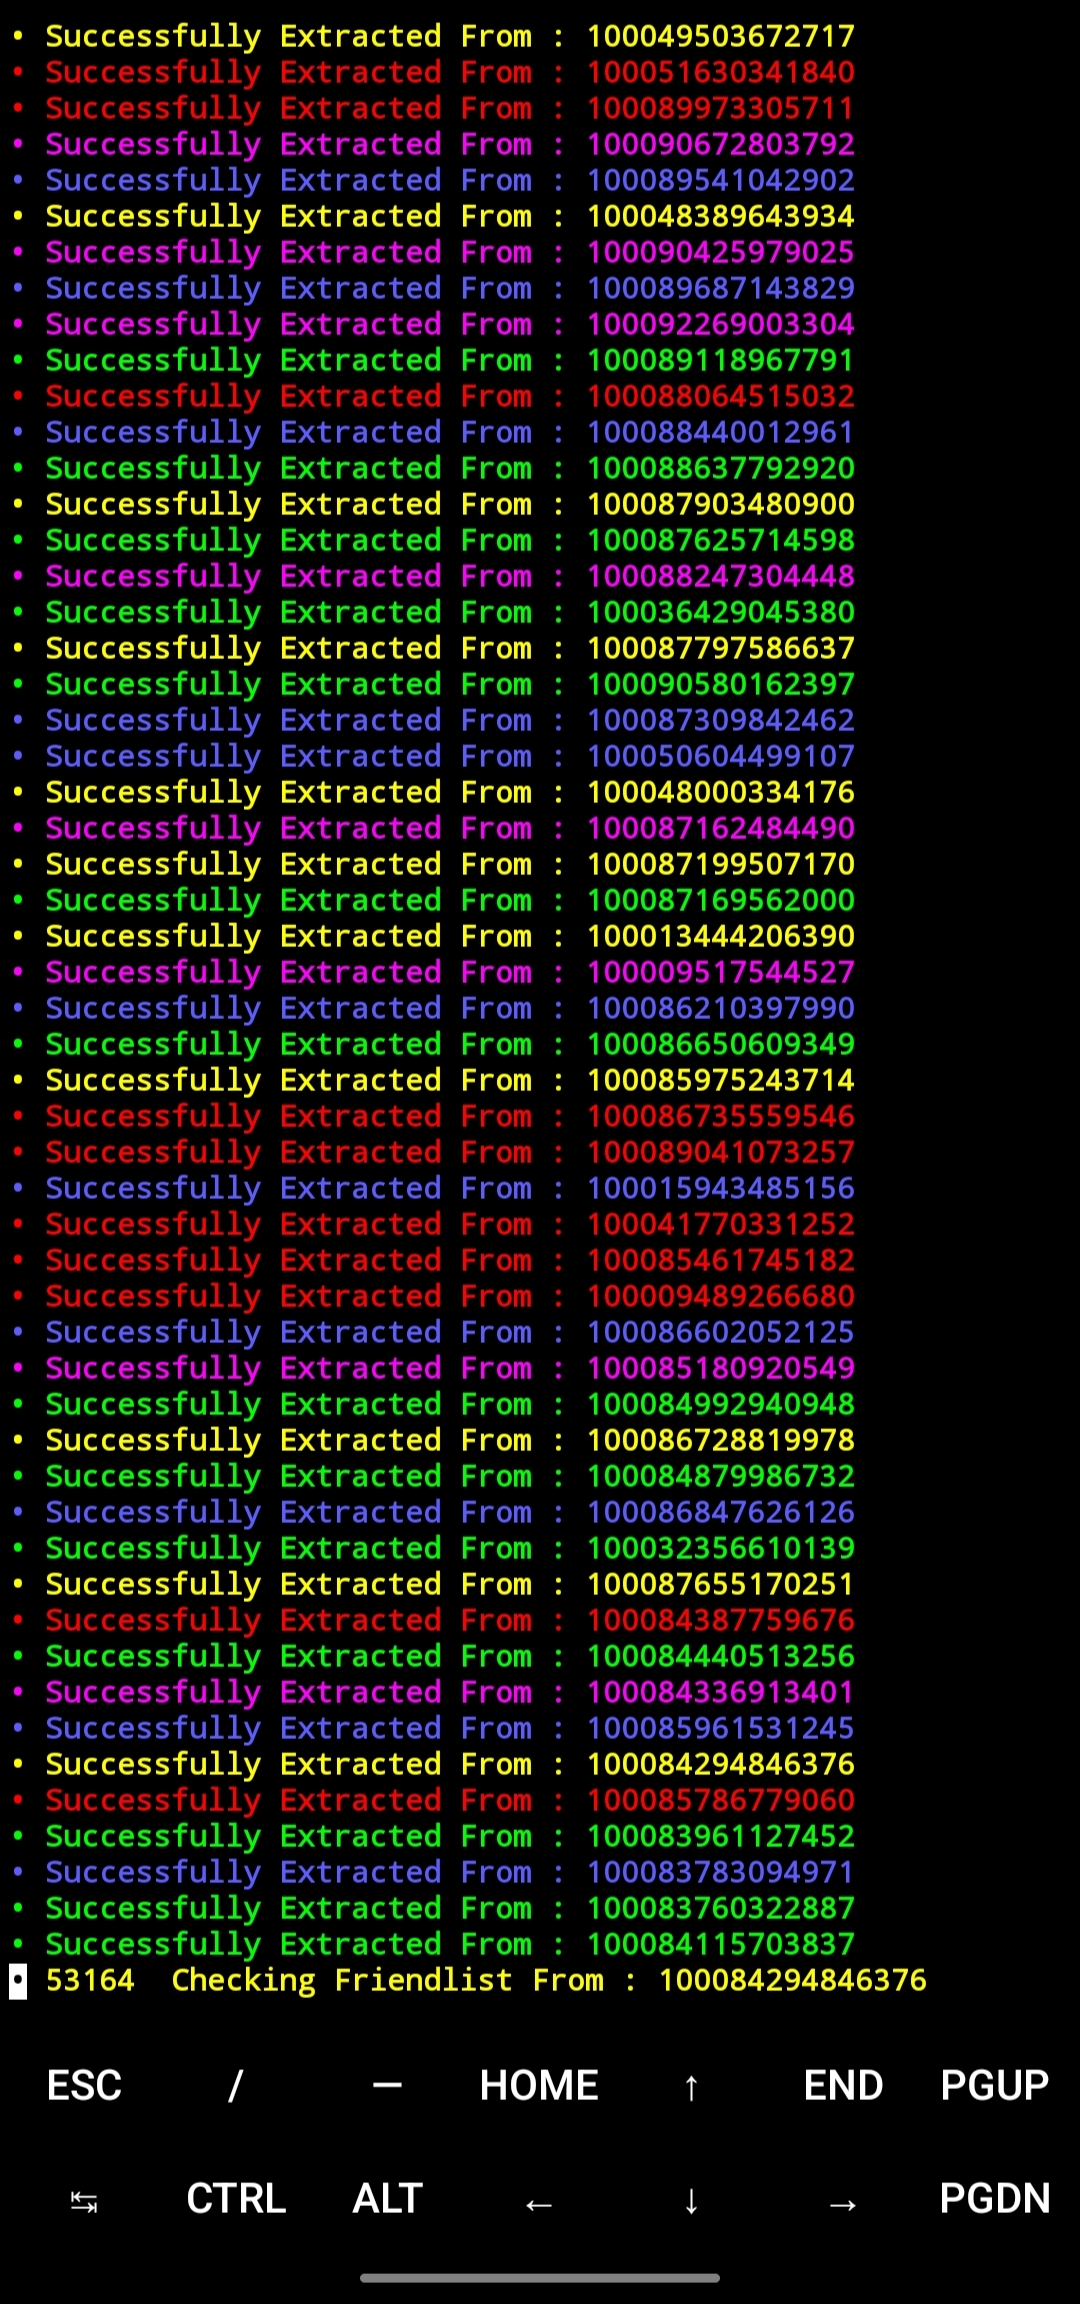 • Successfully Extracted From : 100049503672717
• Successfully Extracted From : 100051630341840
• Successfully Extracted From : 100089973305711
• Successfully Extracted From : 100090672803792
• Successfully Extracted From : 100089541042902
• Successfully Extracted From : 100048389643934
• Successfully Extracted From : 100090425979025
• Successfully Extracted From : 100089687143829
• Successfully Extracted From : 100092269003304
• Successfully Extracted From : 100089118967791
• Successfully Extracted From : 100088064515032
• Successfully Extracted From : 100088440012961
• Successfully Extracted From : 100088637792920
• Successfully Extracted From : 100087903480900
• Successfully Extracted From : 100087625714598
• Successfully Extracted From : 100088247304448
• Successfully Extracted From : 100036429045380
• Successfully Extracted From : 100087797586637
• Successfully Extracted From : 100090580162397
• Successfully Extracted From : 100087309842462
• Successfully Extracted From : 100050604499107
• Successfully Extracted From : 100048000334176
• Successfully Extracted From : 100087162484490
• Successfully Extracted From : 100087199507170
• Successfully Extracted From : 100087169562000
• Successfully Extracted From : 100013444206390
• Successfully Extracted From : 100009517544527
• Successfully Extracted From : 100086210397990
• Successfully Extracted From : 100086650609349
• Successfully Extracted From : 100085975243714
• Successfully Extracted From : 100086735559546
• Successfully Extracted From : 100089041073257
• Successfully Extracted From : 100015943485156
• Successfully Extracted From : 100041770331252
• Successfully Extracted From : 100085461745182
• Successfully Extracted From : 100009489266680
• Successfully Extracted From : 100086602052125
• Successfully Extracted From : 100085180920549
• Successfully Extracted From : 100084992940948
• Successfully Extracted From : 100086728819978
• Successfully Extracted From : 100084879986732
• Successfully Extracted From : 100086847626126
• Successfully Extracted From : 100032356610139
• Successfully Extracted From : 100087655170251
• Successfully Extracted From : 100084387759676
• Successfully Extracted From : 100084440513256
• Successfully Extracted From : 100084336913401
• Successfully Extracted From : 100085961531245
• Successfully Extracted From : 100084294846376
• Successfully Extracted From : 100085786779060
• Successfully Extracted From : 100083961127452
• Successfully Extracted From : 100083783094971
• Successfully Extracted From : 100083760322887
• Successfully Extracted From : 100084115703837
• 53164  Checking Friendlist From : 100084294846376
ESC / — HOME ↑ END PGUP
↹ CTRL ALT ← ↓ → PGDN